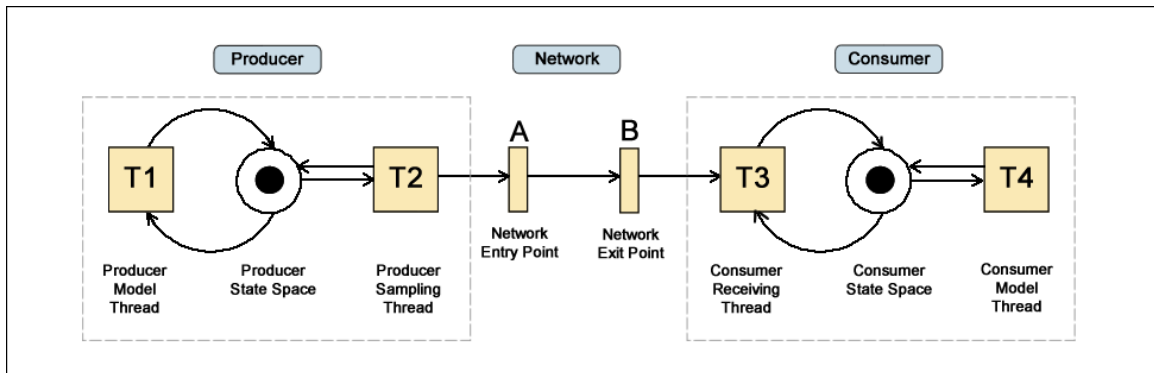 Producer
Network
Consumer
A
B
T1
T2
T3
T4
Producer
Model
Thread
Producer
State Space
Producer
Sampling
Thread
Network
Entry Point
Network
Exit Point
Consumer
Receiving
Thread
Consumer
State Space
Consumer
Model
Thread